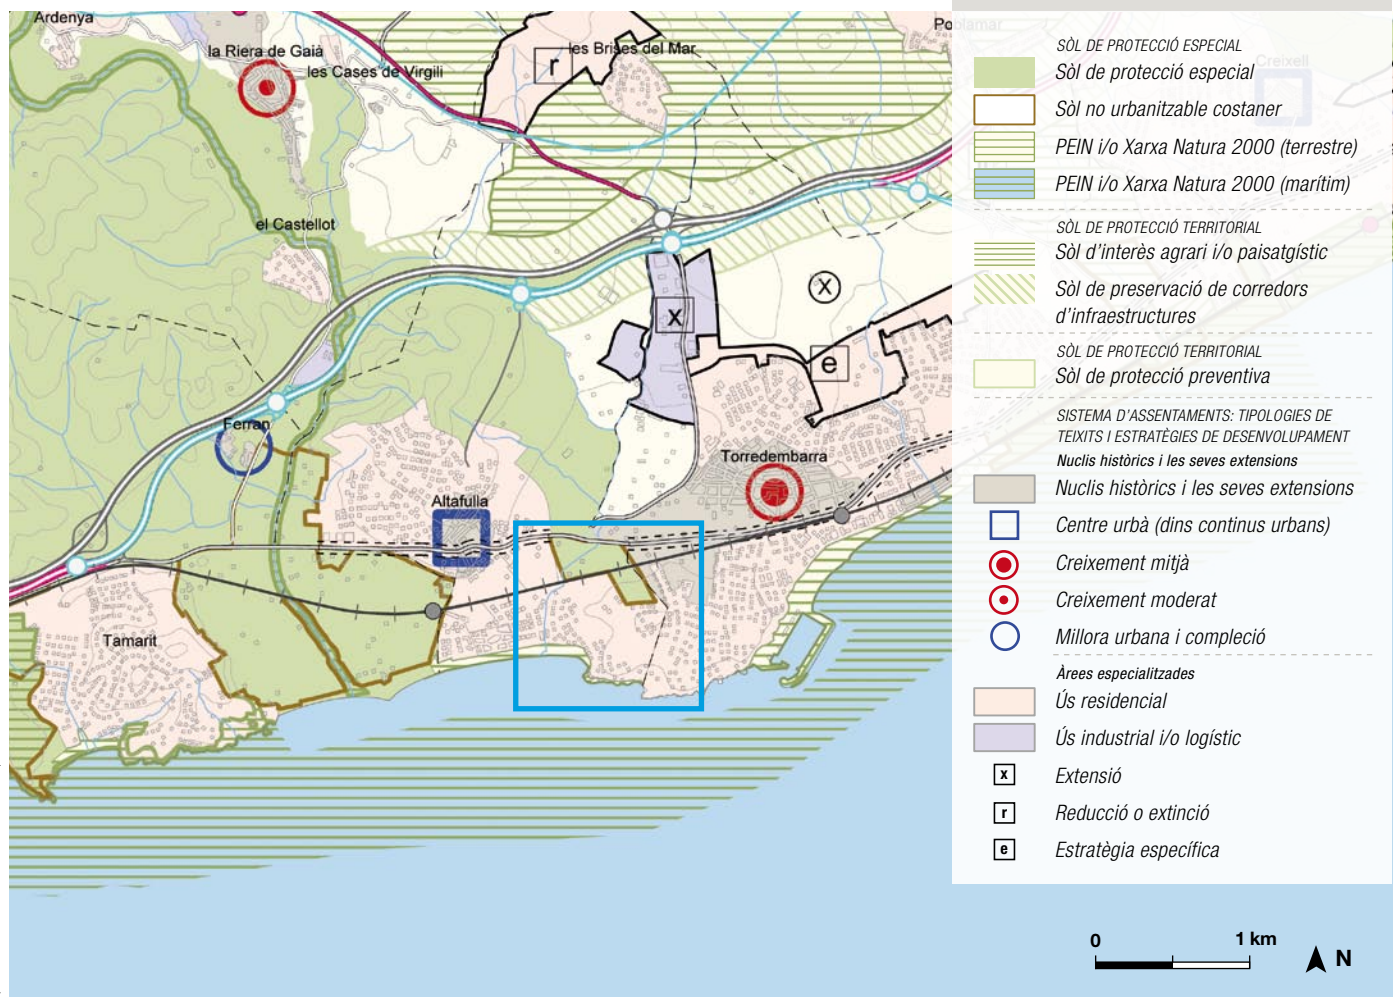 Ardenya
la Riera de Gaià
les Cases de Virgili
r
les Brises del Mar
Poblamar
Creixell
el Castellot
x
x
e
Ferran
Altafulla
Torredembarra
Tamarit
SÒL DE PROTECCIÓ ESPECIAL
Sòl de protecció especial
Sòl no urbanitzable costaner
PEIN i/o Xarxa Natura 2000 (terrestre)
PEIN i/o Xarxa Natura 2000 (marítim)
SÒL DE PROTECCIÓ TERRITORIAL
Sòl d'interès agrari i/o paisatgístic
Sòl de preservació de corredors
d'infraestructures
SÒL DE PROTECCIÓ TERRITORIAL
Sòl de protecció preventiva
SISTEMA D'ASSENTAMENTS: TIPOLOGIES DE
TEIXITS I ESTRATÈGIES DE DESENVOLUPAMENT
Nuclis històrics i les seves extensions
Nuclis històrics i les seves extensions
Centre urbà (dins continus urbans)
Creixement mitjà
Creixement moderat
Millora urbana i compleció
Àrees especialitzades
Ús residencial
Ús industrial i/o logístic
x Extensió
r Reducció o extinció
e Estratègia específica
0 1 km
N